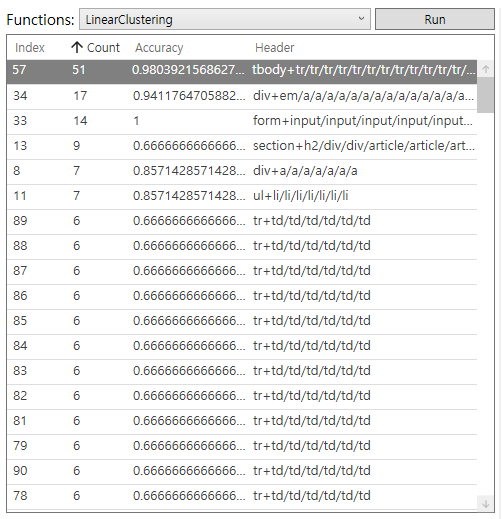 Functions: LinearClustering Run
Index Count Accuracy Header
57 51 0.9803921568627... tbody+tr/tr/tr/tr/tr/tr/tr/tr/tr/tr/tr/tr/...
34 17 0.9411764705882... div+em/a/a/a/a/a/a/a/a/a/a/a/a/a/a...
33 14 1 form+input/input/input/input/input...
13 9 0.6666666666666... section+h2/div/div/article/article/art...
8 7 0.8571428571428... div+a/a/a/a/a/a/a
11 7 0.8571428571428... ul+li/li/li/li/li/li/li
89 6 0.6666666666666... tr+td/td/td/td/td/td
88 6 0.6666666666666... tr+td/td/td/td/td/td
87 6 0.6666666666666... tr+td/td/td/td/td/td
86 6 0.6666666666666... tr+td/td/td/td/td/td
85 6 0.6666666666666... tr+td/td/td/td/td/td
84 6 0.6666666666666... tr+td/td/td/td/td/td
83 6 0.6666666666666... tr+td/td/td/td/td/td
82 6 0.6666666666666... tr+td/td/td/td/td/td
81 6 0.6666666666666... tr+td/td/td/td/td/td
79 6 0.6666666666666... tr+td/td/td/td/td/td
90 6 0.6666666666666... tr+td/td/td/td/td/td
78 6 0.6666666666666... tr+td/td/td/td/td/td